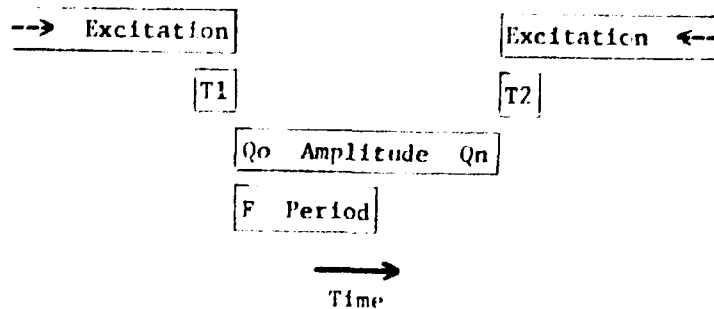 --> Excitation Excitation <--
T1 T2
Qo Amplitude Qn
F Period
Time